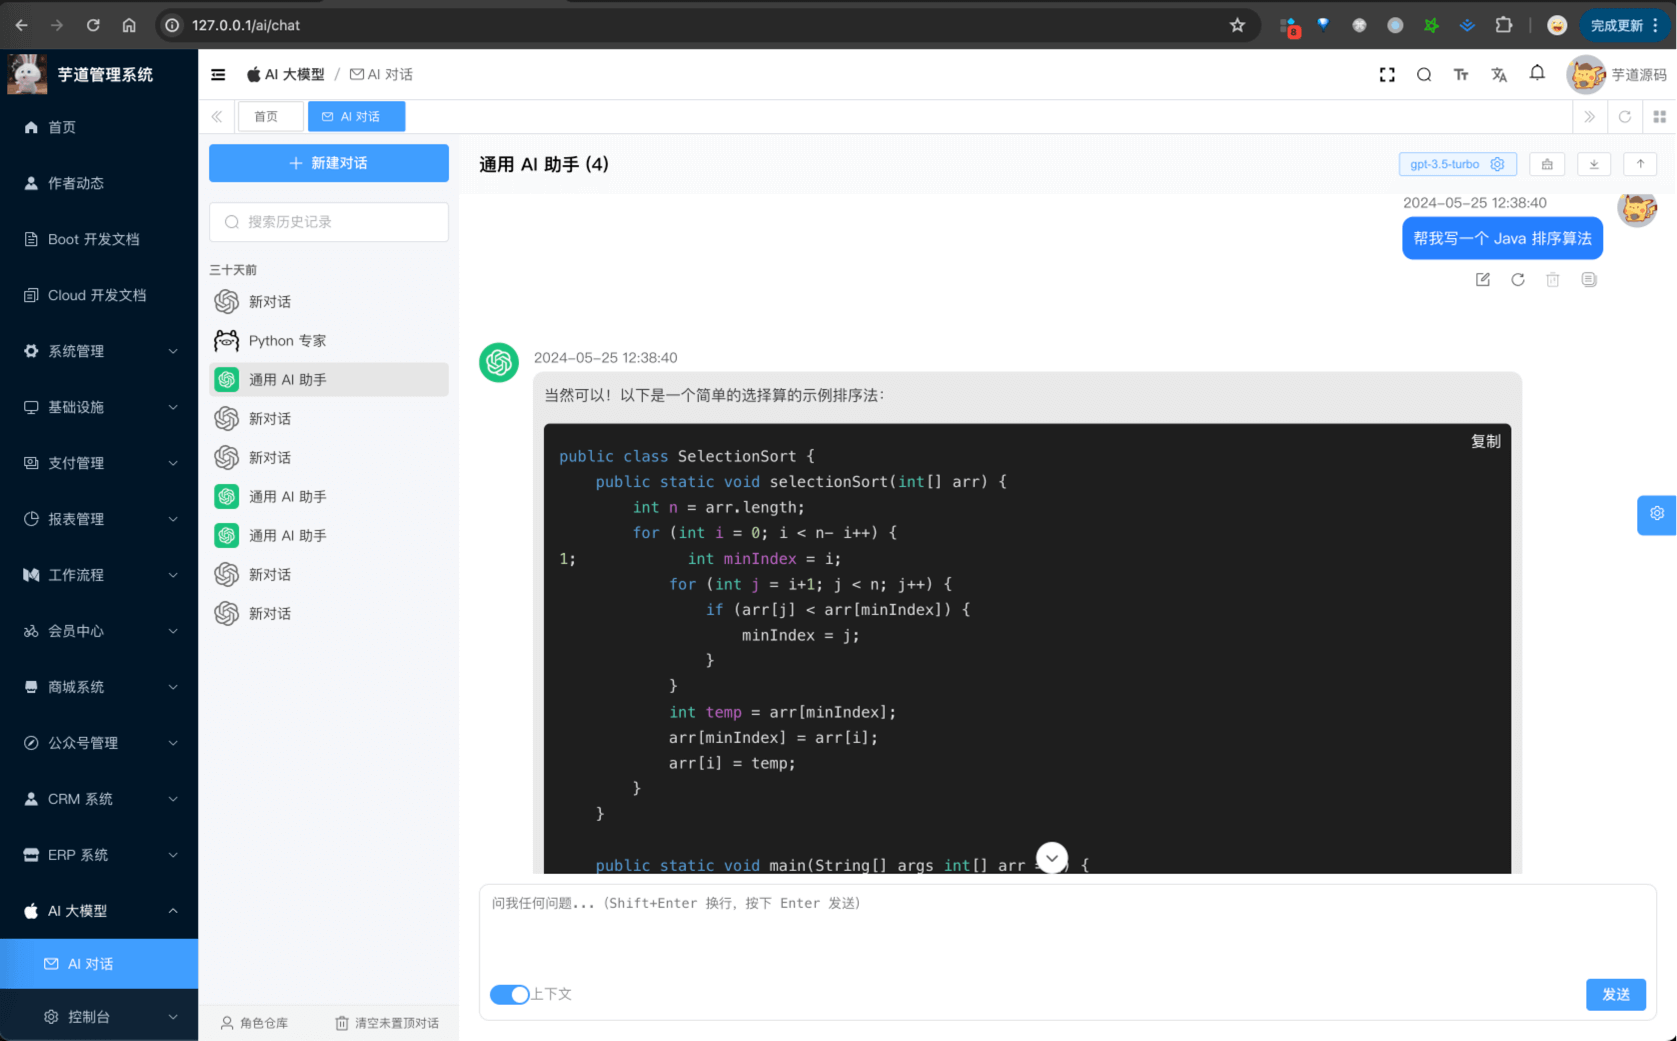 127.0.0.1/ai/chat
8
完成更新
芋道管理系统
AI 大模型 / AI 对话
芋道源码
首页
AI 对话
首页
作者动态
Boot 开发文档
Cloud 开发文档
系统管理
基础设施
支付管理
报表管理
工作流程
会员中心
商城系统
公众号管理
CRM 系统
ERP 系统
AI 大模型
AI 对话
控制台
新建对话
搜索历史记录
三十天前
新对话
Python 专家
通用 AI 助手
新对话
新对话
通用 AI 助手
通用 AI 助手
新对话
新对话
角色仓库
清空未置顶对话
通用 AI 助手 (4)
gpt-3.5-turbo
2024-05-25 12:38:40
帮我写一个 Java 排序算法
2024-05-25 12:38:40
当然可以！以下是一个简单的选择算的示例排序法：
复制
public class SelectionSort {
public static void selectionSort(int[] arr) {
int n = arr.length;
for (int i = 0; i < n- i++) {
1; int minIndex = i;
for (int j = i+1; j < n; j++) {
if (arr[j] < arr[minIndex]) {
minIndex = j;
}
}
int temp = arr[minIndex];
arr[minIndex] = arr[i];
arr[i] = temp;
}
}
public static void main(String[] args int[] arr ) {
问我任何问题...（Shift+Enter 换行，按下 Enter 发送）
上下文
发送